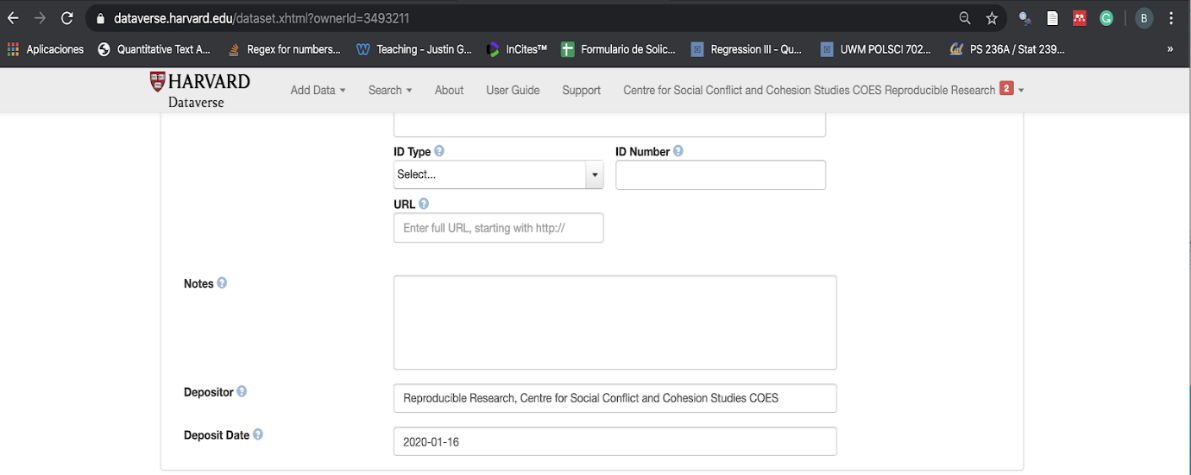 dataverse.harvard.edu/dataset.xhtml?ownerId=3493211
B
Aplicaciones Quantitative Text A... Regex for numbers... Teaching - Justin G... InCites™ Formulario de Solic... Regression III - Qu... UWM POLSCI 702... PS 236A / Stat 239... »
HARVARD
Dataverse
Add Data Search About User Guide Support Centre for Social Conflict and Cohesion Studies COES Reproducible Research 2
ID Type ? ID Number ?
Select...
URL ?
Enter full URL, starting with http://
Notes ?
Depositor ? Reproducible Research, Centre for Social Conflict and Cohesion Studies COES
Deposit Date ? 2020-01-16